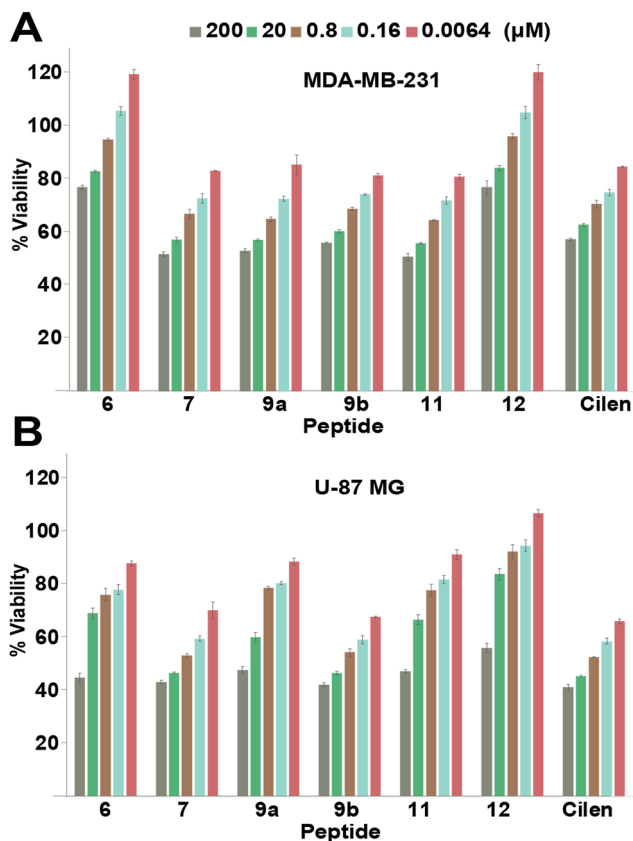 A
200 20 0.8 0.16 0.0064 (µM)
MDA-MB-231
% Viability
120
100
80
60
40
20
6 7 9a 9b 11 12 Cilen
Peptide
B
U-87 MG
% Viability
120
100
80
60
40
20
6 7 9a 9b 11 12 Cilen
Peptide